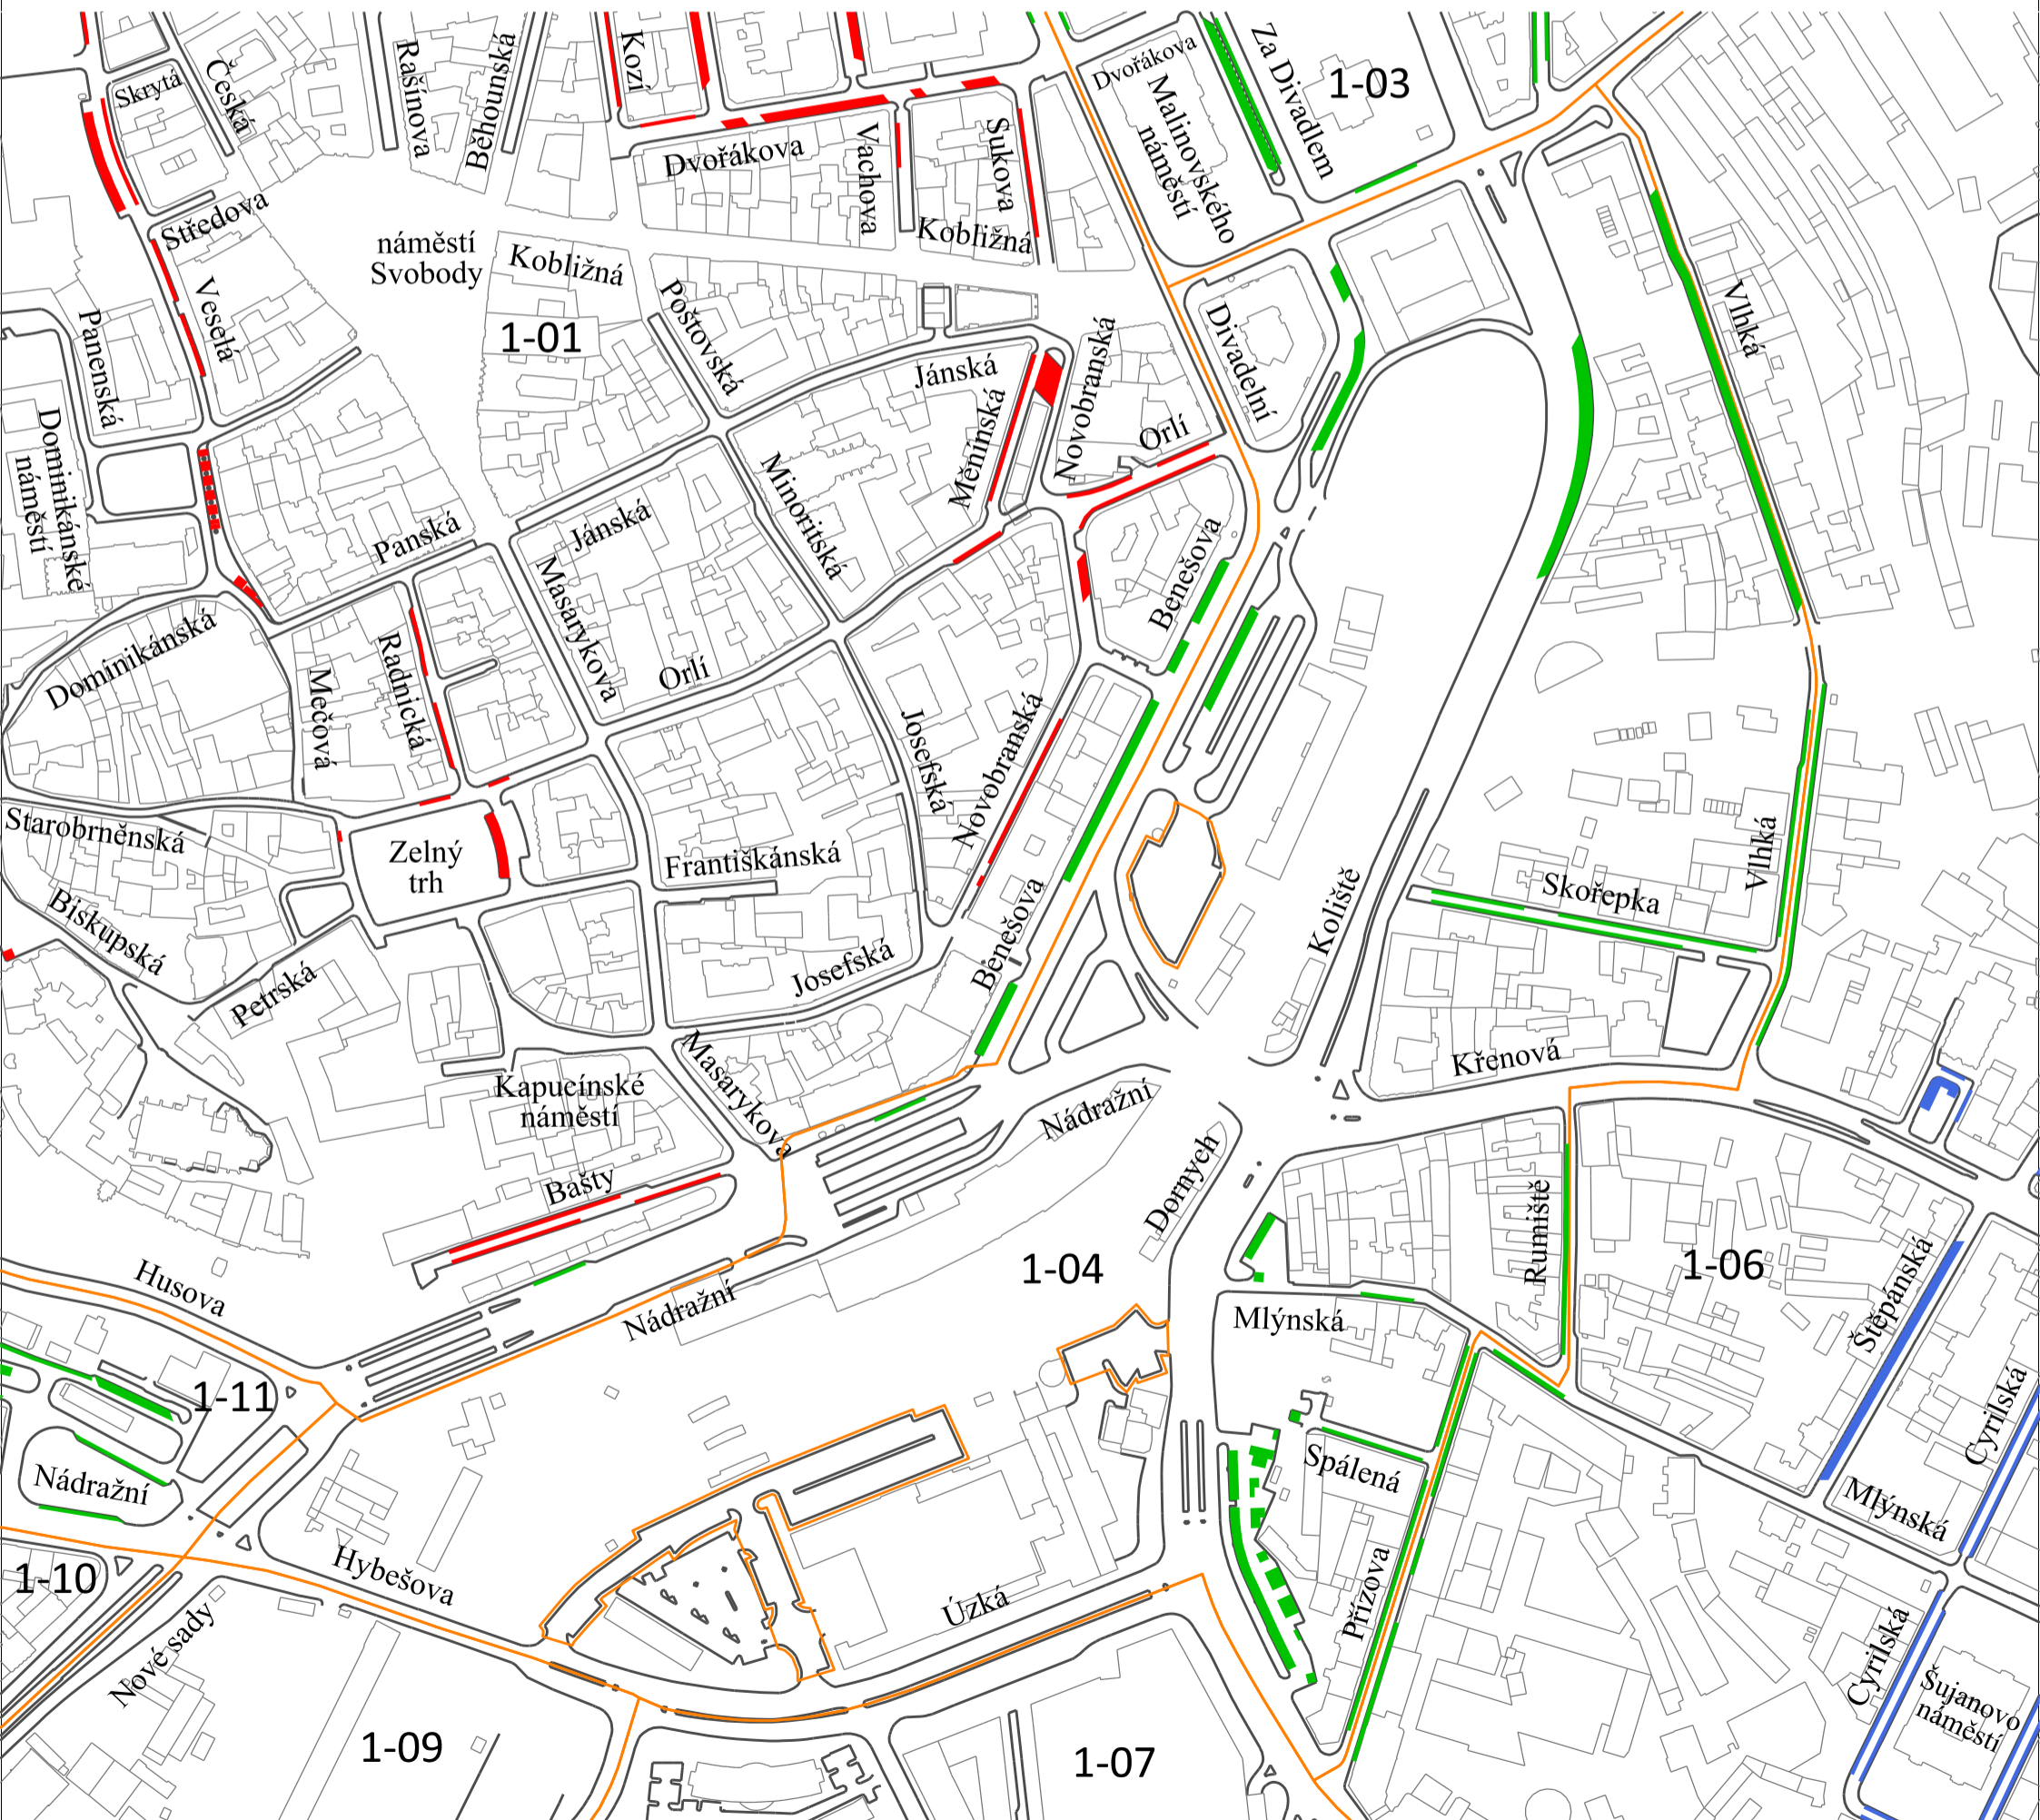 Skrytá
Česká
Rašínova
Běhounská
Kozí
Dvořákova
Vachova
Sukova
Kobližná
Dvořákova
Malinovského
náměstí
Za Divadlem
1-03
Středova
náměstí
Svobody
Kobližná
Veselá
Panenská
1-01
Poštovská
Jánská
Měnínská
Novobranská
Orlí
Divadelní
Vlhká
Dominikánské
náměstí
Panská
Jánská
Minoritská
Masarykova
Benešova
Dominikánská
Mečová
Radnická
Orlí
Josefská
Novobranská
Starobrněnská
Zelný
trh
Františkánská
Biskupská
Petrská
Josefská
Benešova
Koliště
Skořepka
Vlhká
Křenová
Kapucínské
náměstí
Masarykova
Nádražní
Dornych
Bašty
Rumiště
1-04
1-06
Husova
Nádražní
Mlýnská
Štěpánská
Cyrilská
1-11
Nádražní
Spálená
Mlýnská
1-10
Hybešova
Úzká
Přízova
Nové sady
Cyrilská
Šujanovo
náměstí
1-09
1-07